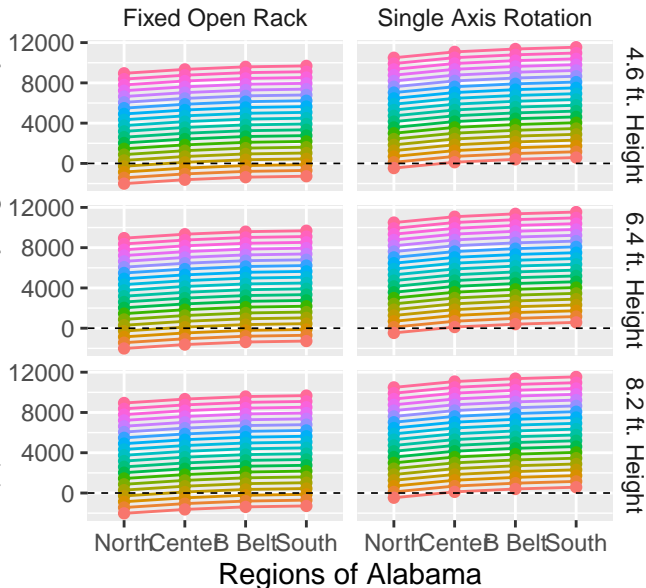 Fixed Open Rack Single Axis Rotation
12000
8000
4000
0
4.6 ft. Height
12000
8000
4000
0
6.4 ft. Height
12000
8000
4000
0
8.2 ft. Height
North Center B Belt South North Center B Belt South
Regions of Alabama